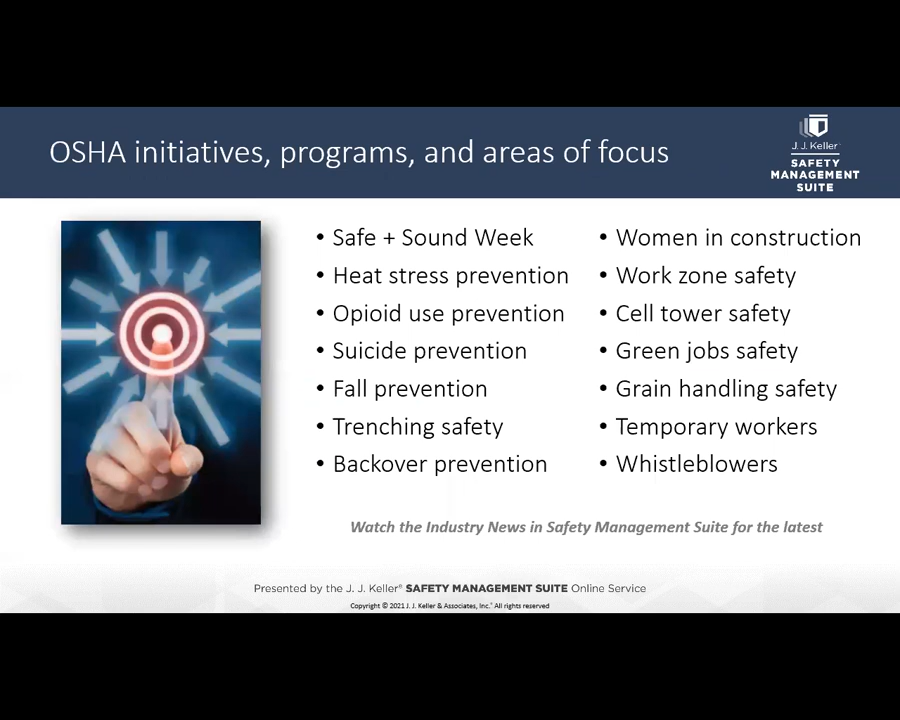 OSHA initiatives, programs, and areas of focus
J. J. Keller
SAFETY
MANAGEMENT
SUITE
• Safe + Sound Week
• Heat stress prevention
• Opioid use prevention
• Suicide prevention
• Fall prevention
• Trenching safety
• Backover prevention
• Women in construction
• Work zone safety
• Cell tower safety
• Green jobs safety
• Grain handling safety
• Temporary workers
• Whistleblowers
Watch the Industry News in Safety Management Suite for the latest
Presented by the J. J. Keller® SAFETY MANAGEMENT SUITE Online Service
Copyright © 2021 J. J. Keller & Associates, Inc.® All rights reserved